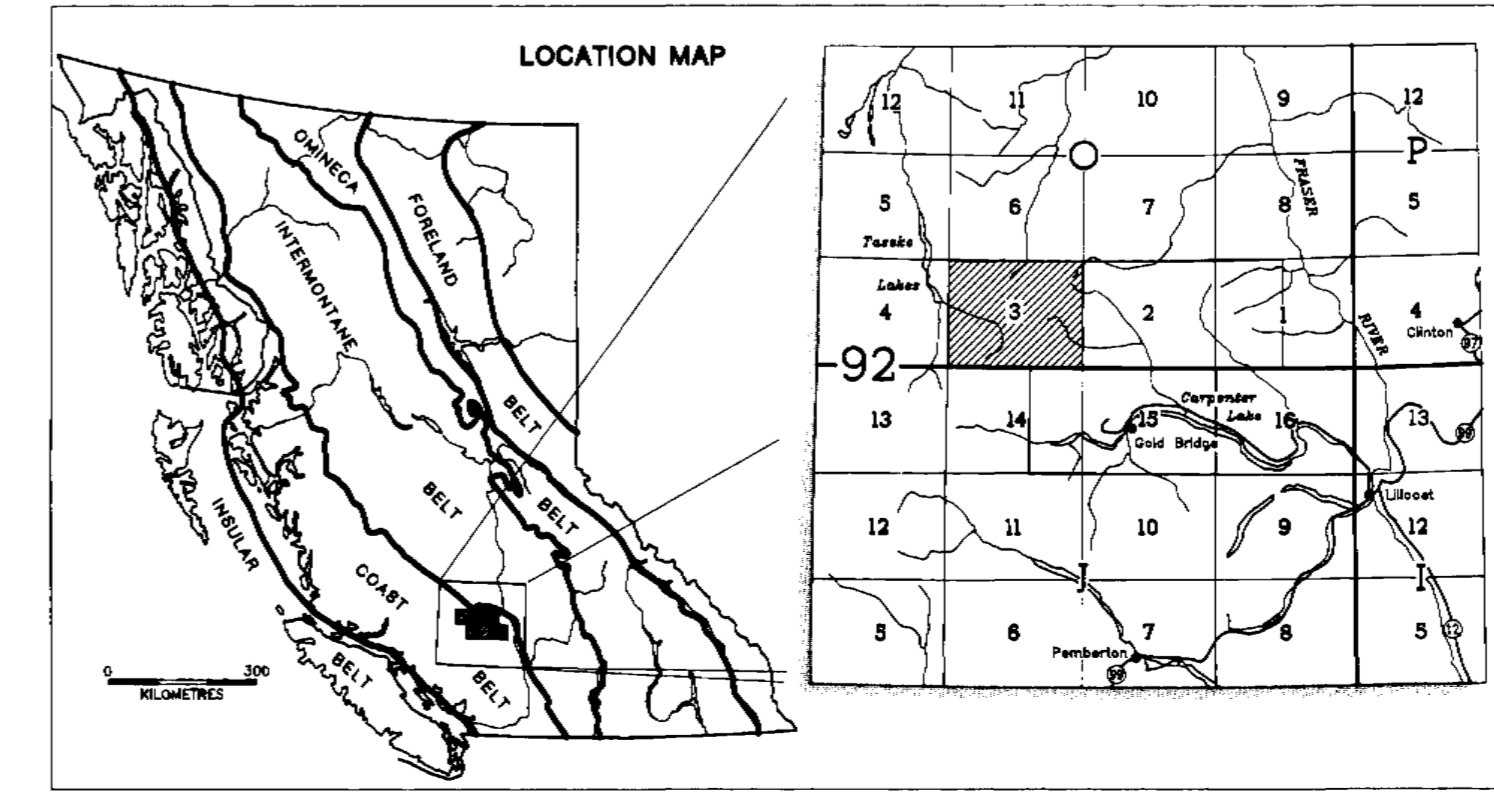 LOCATION MAP
OMINECA
BELT
FORELAND
BELT
INTERMONTANE
BELT
COAST
BELT
INSULAR
BELT
0 300
KILOMETRES
12 11 10 9 12
O P
FRASER
5 6 7 8 5
Taseko
Lakes
4 3 2 1 4
RIVER
Clinton
97
92
Carpenter
Lake
13 14 15 16 13
99
Gold Bridge
Lillooet
12 11 10 9 12
J I
5 6 7 8 5
12
Pemberton
99